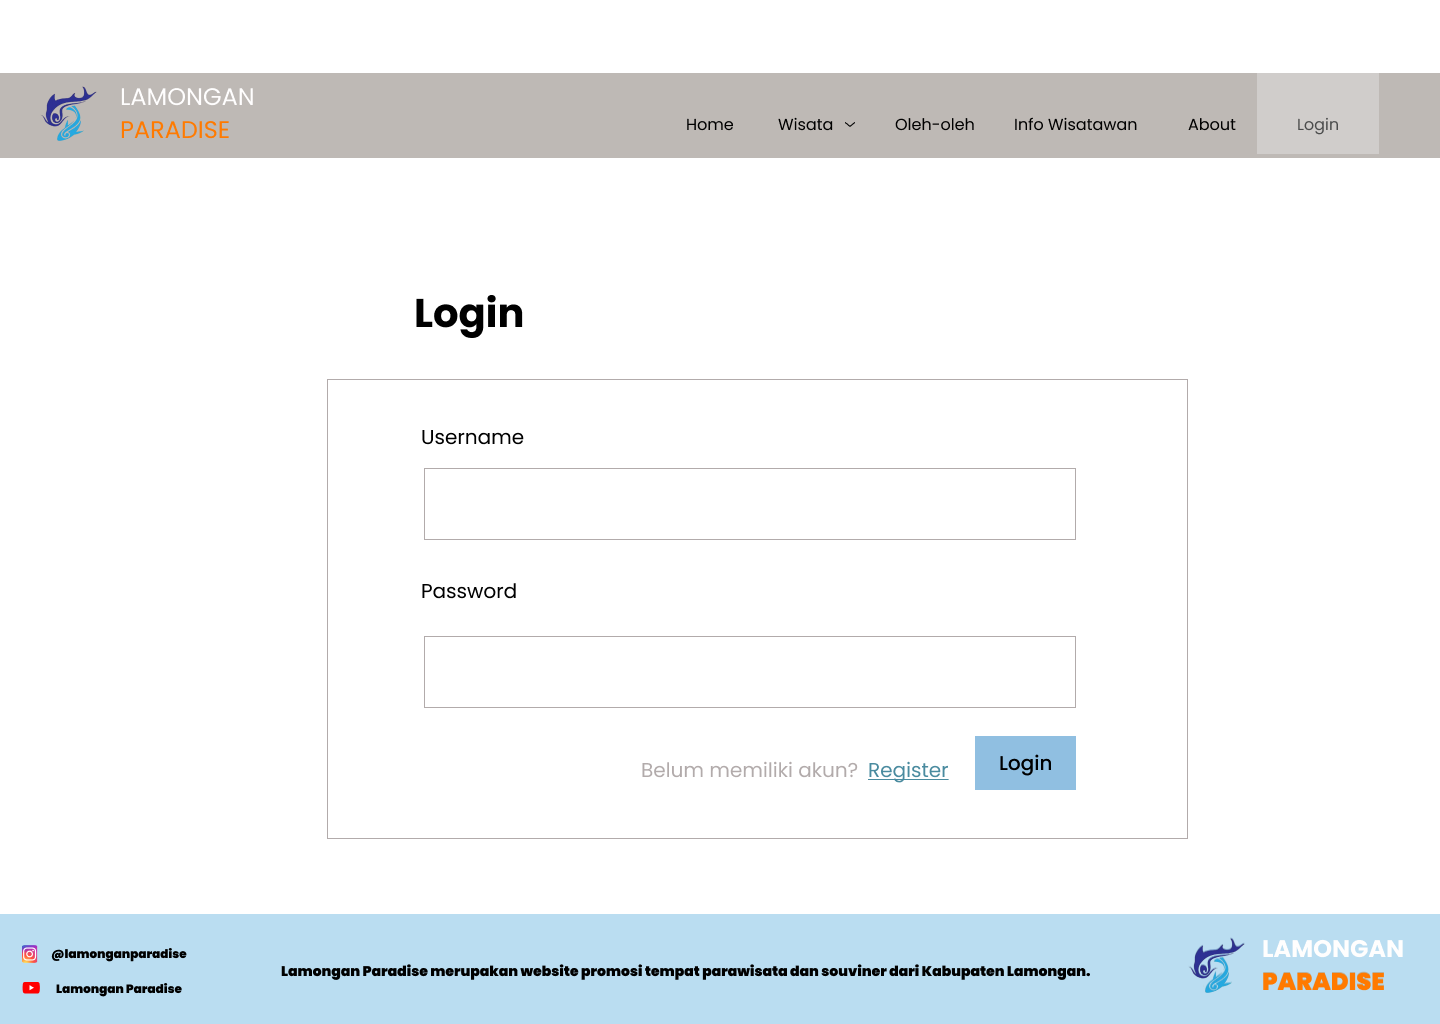 LAMONGAN
PARADISE
Home Wisata Oleh-oleh Info Wisatawan About Login
Login
Username
Password
Belum memiliki akun? Register Login
@lamonganparadise
Lamongan Paradise
Lamongan Paradise merupakan website promosi tempat parawisata dan souviner dari Kabupaten Lamongan.
LAMONGAN
PARADISE